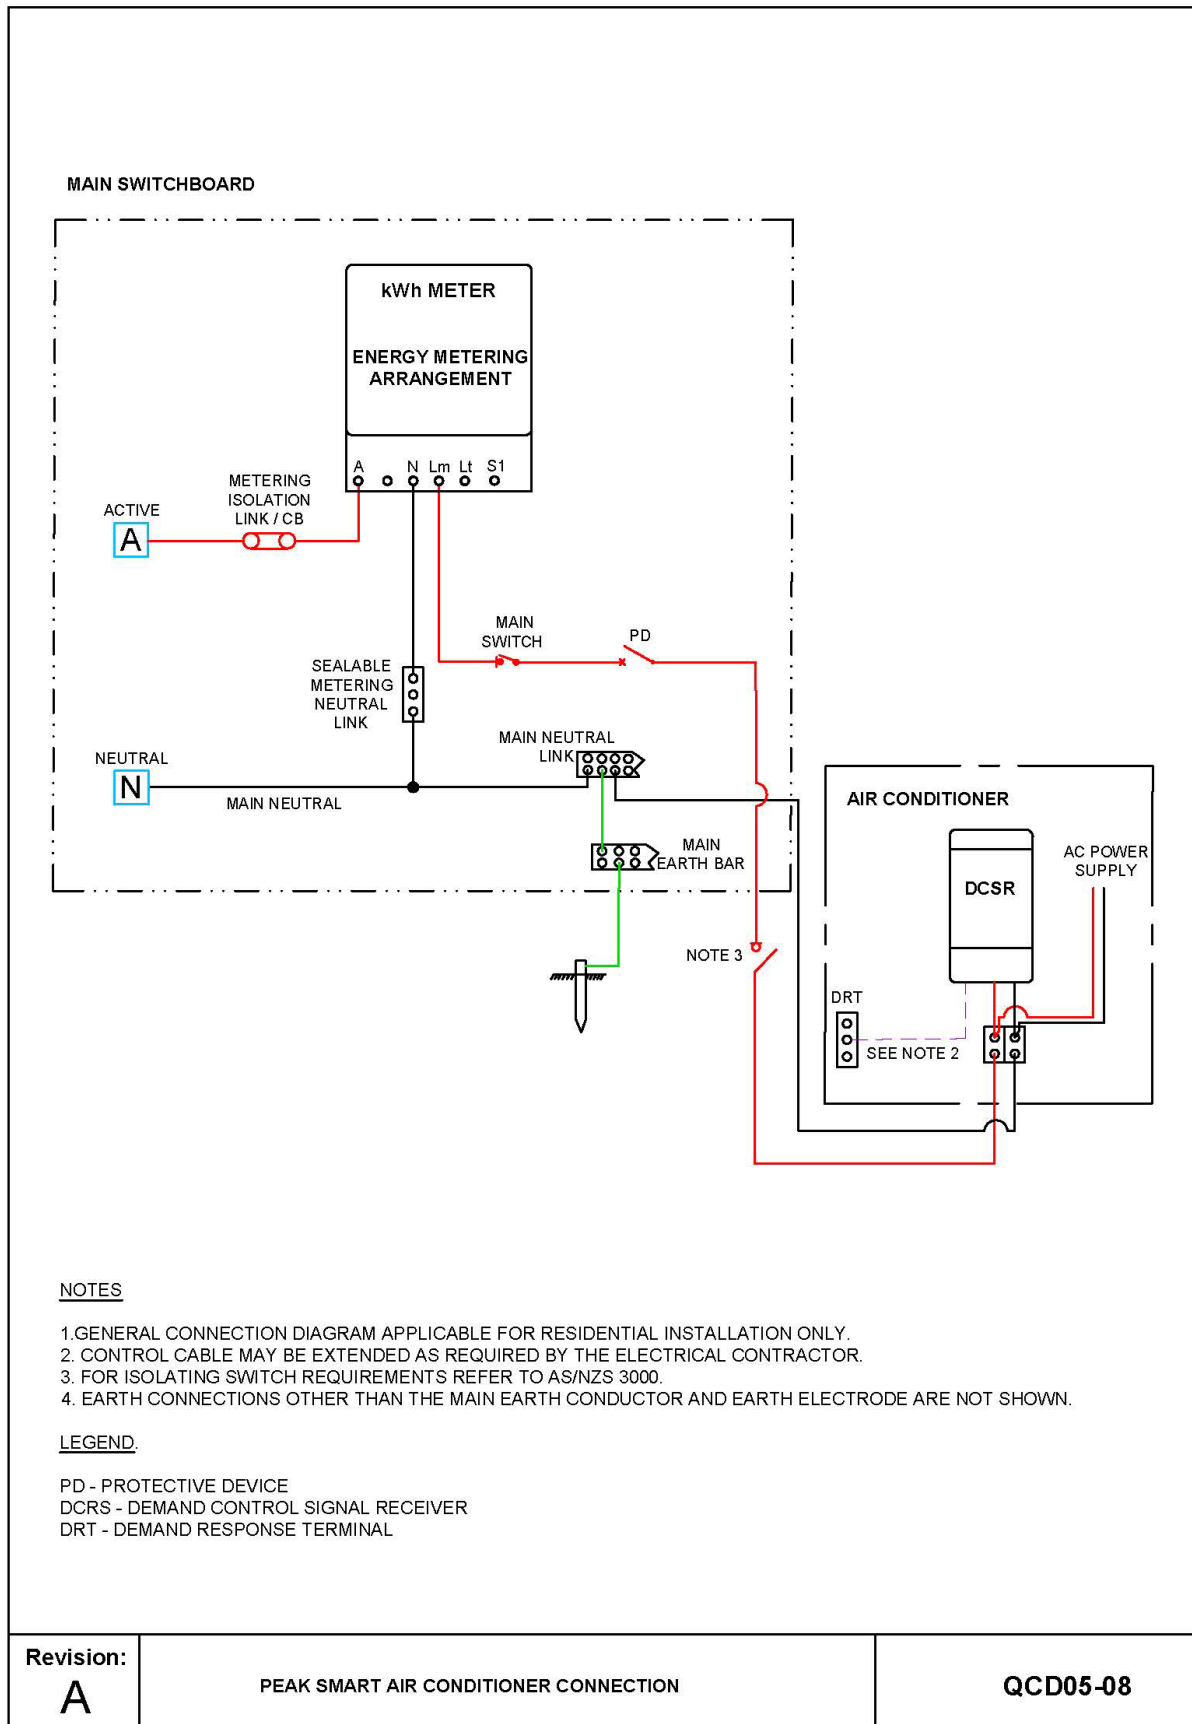 MAIN SWITCHBOARD
kWh METER
ENERGY METERING
ARRANGEMENT
A N Lm Lt S1
METERING
ISOLATION
LINK / CB
ACTIVE
A
MAIN
SWITCH
PD
SEALABLE
METERING
NEUTRAL
LINK
MAIN NEUTRAL
LINK
NEUTRAL
N
MAIN NEUTRAL
MAIN
EARTH BAR
AIR CONDITIONER
AC POWER
SUPPLY
DCSR
NOTE 3
DRT
SEE NOTE 2
NOTES
1.GENERAL CONNECTION DIAGRAM APPLICABLE FOR RESIDENTIAL INSTALLATION ONLY.
2. CONTROL CABLE MAY BE EXTENDED AS REQUIRED BY THE ELECTRICAL CONTRACTOR.
3. FOR ISOLATING SWITCH REQUIREMENTS REFER TO AS/NZS 3000.
4. EARTH CONNECTIONS OTHER THAN THE MAIN EARTH CONDUCTOR AND EARTH ELECTRODE ARE NOT SHOWN.
LEGEND.
PD - PROTECTIVE DEVICE
DCRS - DEMAND CONTROL SIGNAL RECEIVER
DRT - DEMAND RESPONSE TERMINAL
Revision:
A
PEAK SMART AIR CONDITIONER CONNECTION
QCD05-08